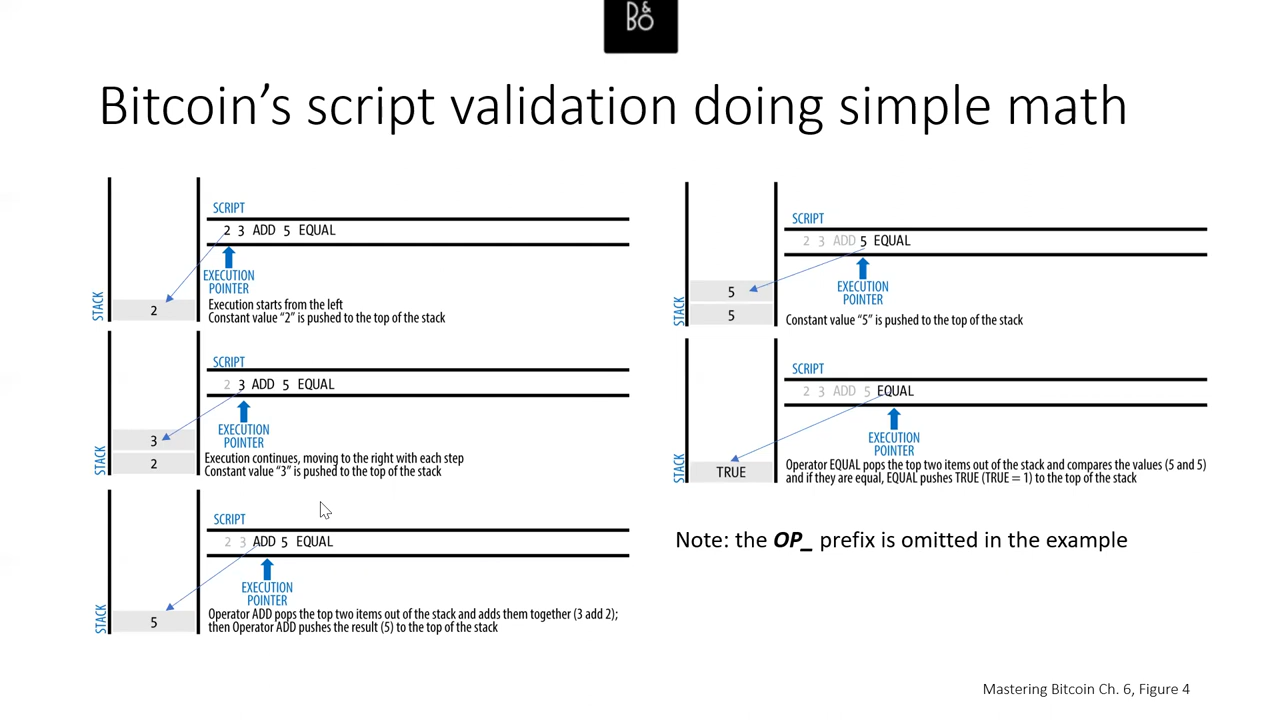 D&
BO
Bitcoin’s script validation doing simple math
SCRIPT
2 3 ADD 5 EQUAL
EXECUTION
POINTER
STACK
2
Execution starts from the left
Constant value “2” is pushed to the top of the stack
SCRIPT
2 3 ADD 5 EQUAL
EXECUTION
POINTER
STACK
3
2
Execution continues, moving to the right with each step
Constant value “3” is pushed to the top of the stack
SCRIPT
2 3 ADD 5 EQUAL
EXECUTION
POINTER
STACK
5
Operator ADD pops the top two items out of the stack and adds them together (3 add 2);
then Operator ADD pushes the result (5) to the top of the stack
SCRIPT
2 3 ADD 5 EQUAL
EXECUTION
POINTER
STACK
5
5
Constant value “5” is pushed to the top of the stack
SCRIPT
2 3 ADD 5 EQUAL
EXECUTION
POINTER
STACK
TRUE
Operator EQUAL pops the top two items out of the stack and compares the values (5 and 5)
and if they are equal, EQUAL pushes TRUE (TRUE = 1) to the top of the stack
Note: the OP_ prefix is omitted in the example
Mastering Bitcoin Ch. 6, Figure 4